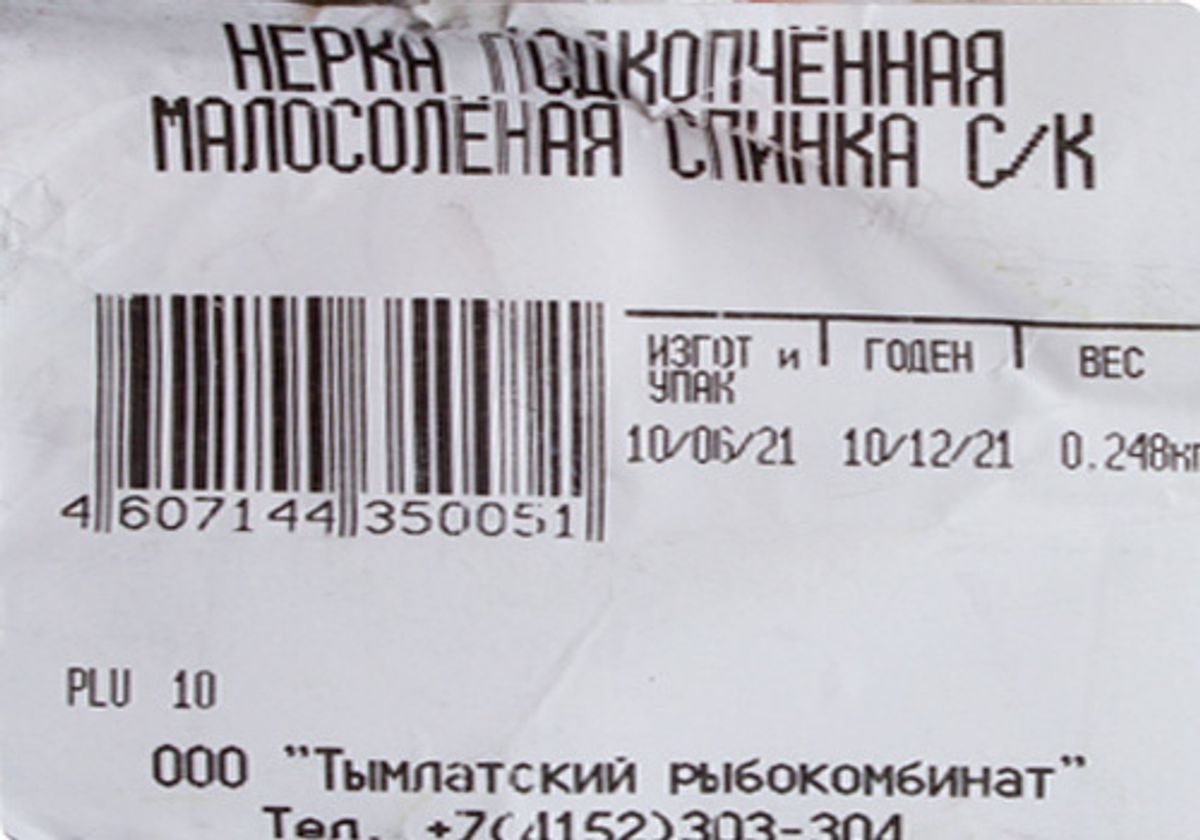 НЕРКА ПОДКОПЧЁННАЯ
МАЛОСОЛЁНАЯ СПИНКА С/К
ИЗГОТ и ГОДЕН ВЕС
УПАК
10/06/21 10/12/21 0.248кг
4 607144 350051
PLU 10
ООО "Тымлатский рыбокомбинат"
Тел. +7(4152)303-304